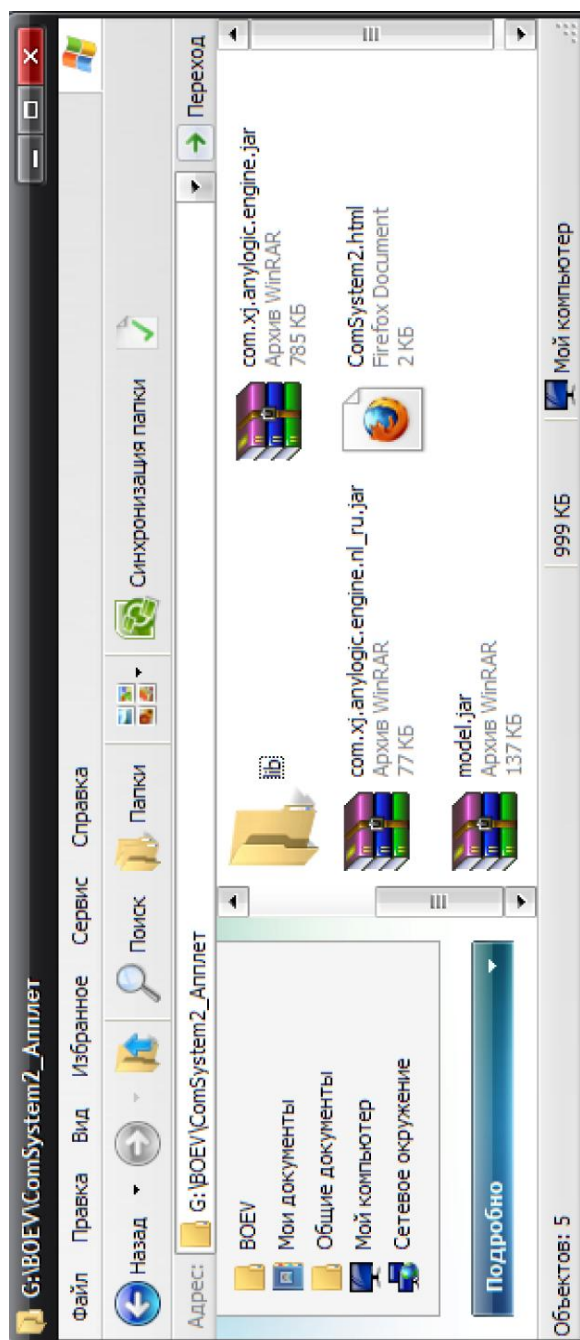 G:\BOEV\ComSystem2_Апплет
Файл Правка Вид Избранное Сервис Справка
Назад Поиск Папки Синхронизация папки
Адрес: G:\BOEV\ComSystem2_Апплет Переход
BOEV
Мои документы
Общие документы
Мой компьютер
Сетевое окружение
Подробно
lib
com.xj.anylogic.engine.jar
Архив WinRAR
785 КБ
com.xj.anylogic.engine.nl_ru.jar
Архив WinRAR
77 КБ
ComSystem2.html
Firefox Document
2 КБ
model.jar
Архив WinRAR
137 КБ
Объектов: 5 999 КБ Мой компьютер